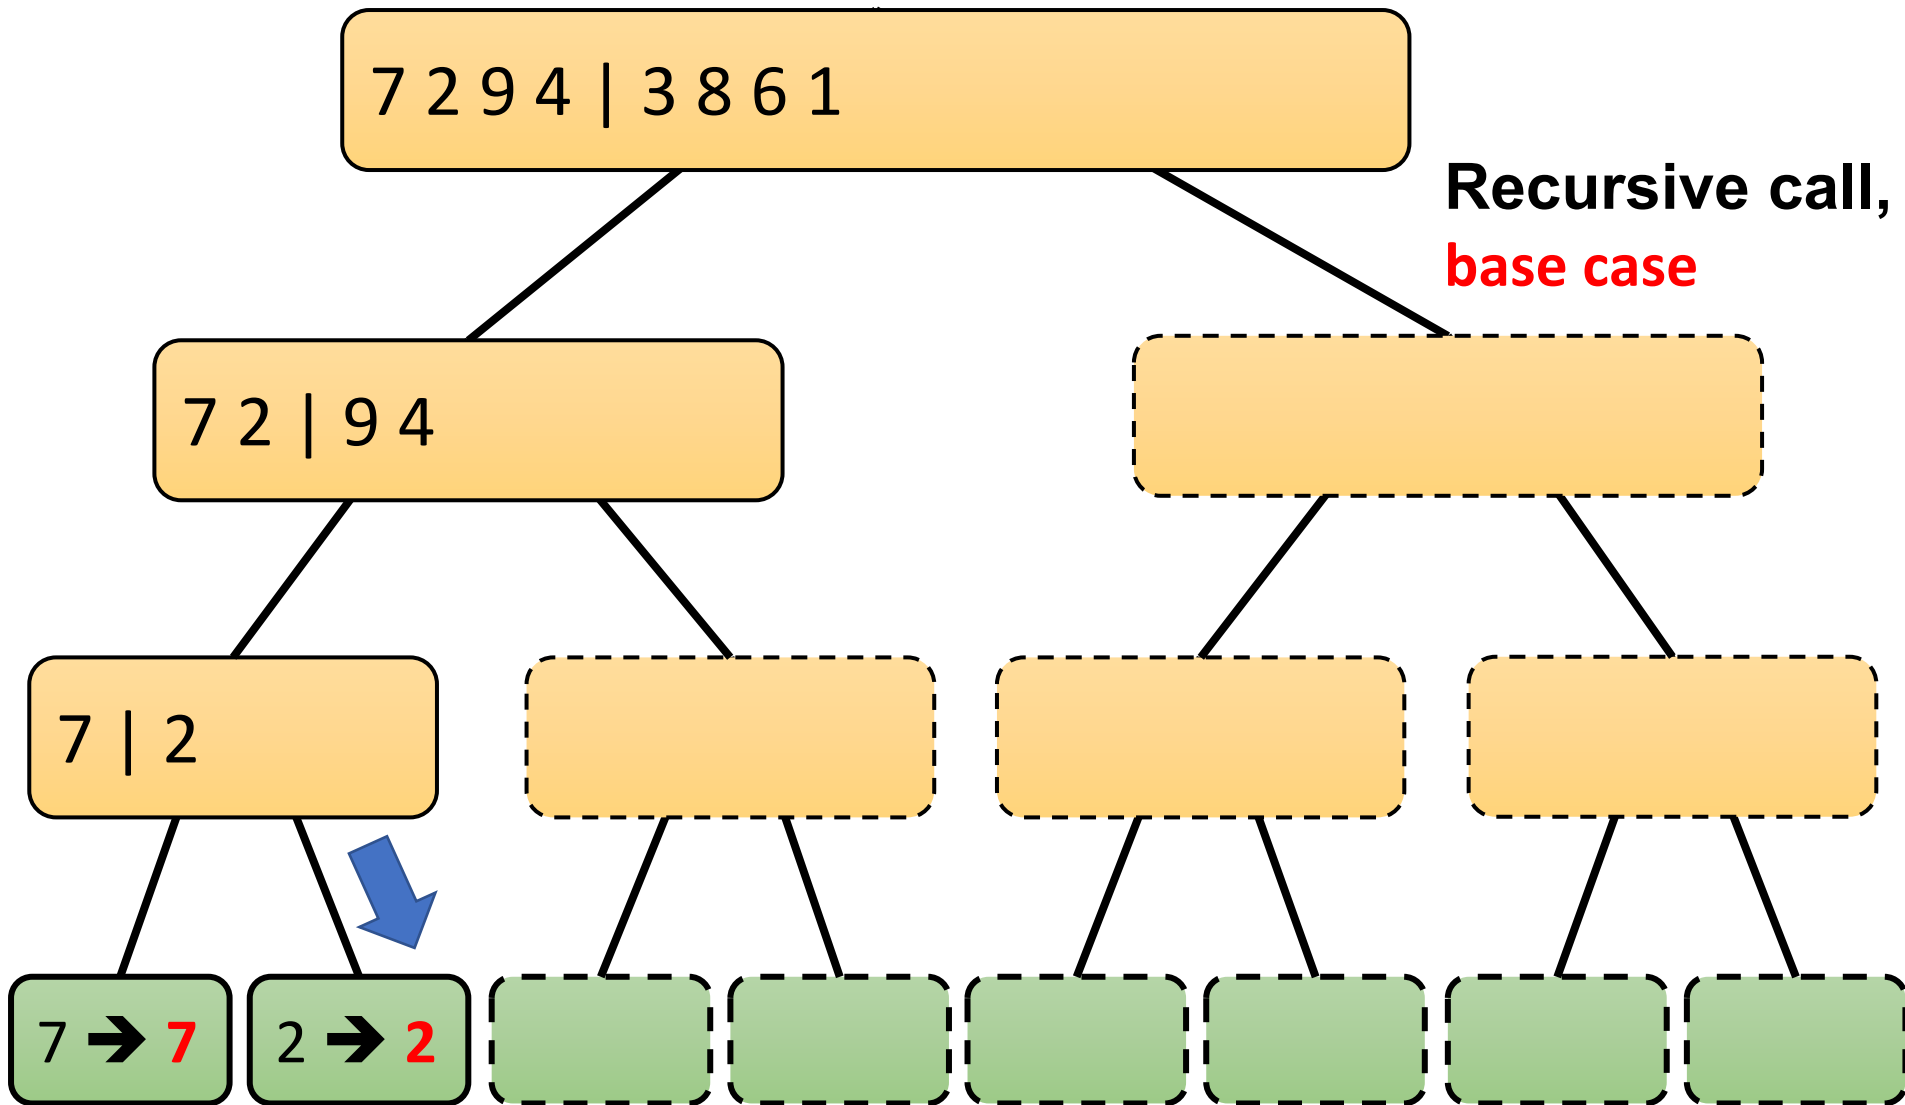 7 2 9 4 | 3 8 6 1
Recursive call,
base case
7 2 | 9 4
7 | 2
7 ➔ 7
2 ➔ 2